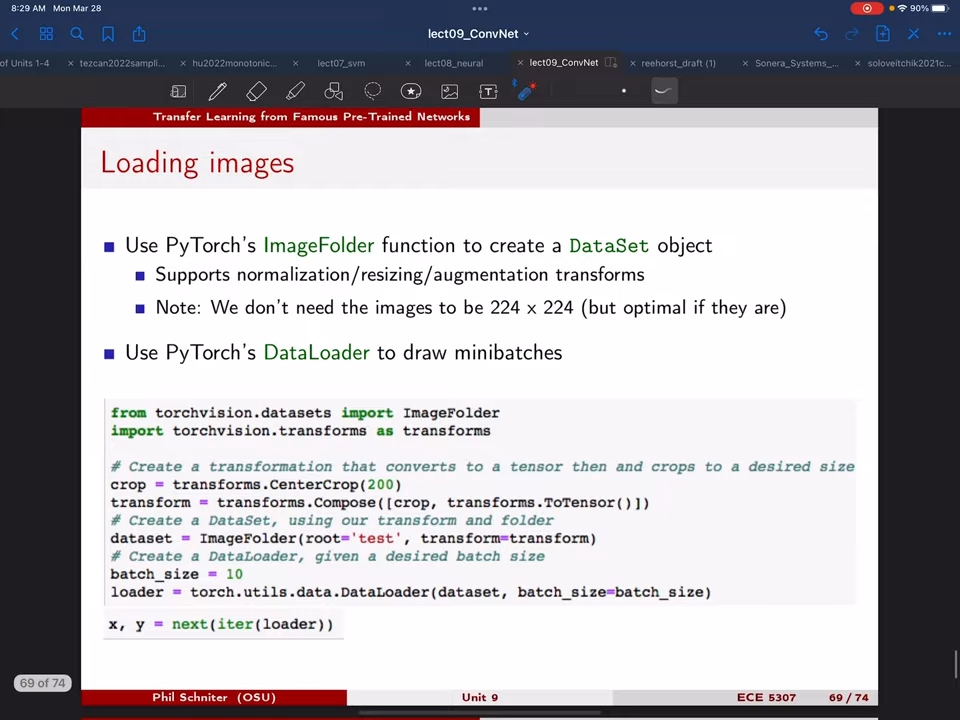 8:29 AM Mon Mar 28
90%
lect09_ConvNet
of Units 1-4
tezcan2022sampli...
hu2022monotonic...
lect07_svm
lect08_neural
lect09_ConvNet
reehorst_draft (1)
Sonera_Systems_...
soloveitchik2021c...
Transfer Learning from Famous Pre-Trained Networks
Loading images
Use PyTorch's ImageFolder function to create a DataSet object
Supports normalization/resizing/augmentation transforms
Note: We don't need the images to be 224 x 224 (but optimal if they are)
Use PyTorch's DataLoader to draw minibatches
from torchvision.datasets import ImageFolder
import torchvision.transforms as transforms
# Create a transformation that converts to a tensor then and crops to a desired size
crop = transforms.CenterCrop(200)
transform = transforms.Compose([crop, transforms.ToTensor()])
# Create a DataSet, using our transform and folder
dataset = ImageFolder(root='test', transform=transform)
# Create a DataLoader, given a desired batch size
batch_size = 10
loader = torch.utils.data.DataLoader(dataset, batch_size=batch_size)
x, y = next(iter(loader))
69 of 74
Phil Schniter (OSU)
Unit 9
ECE 5307
69 / 74